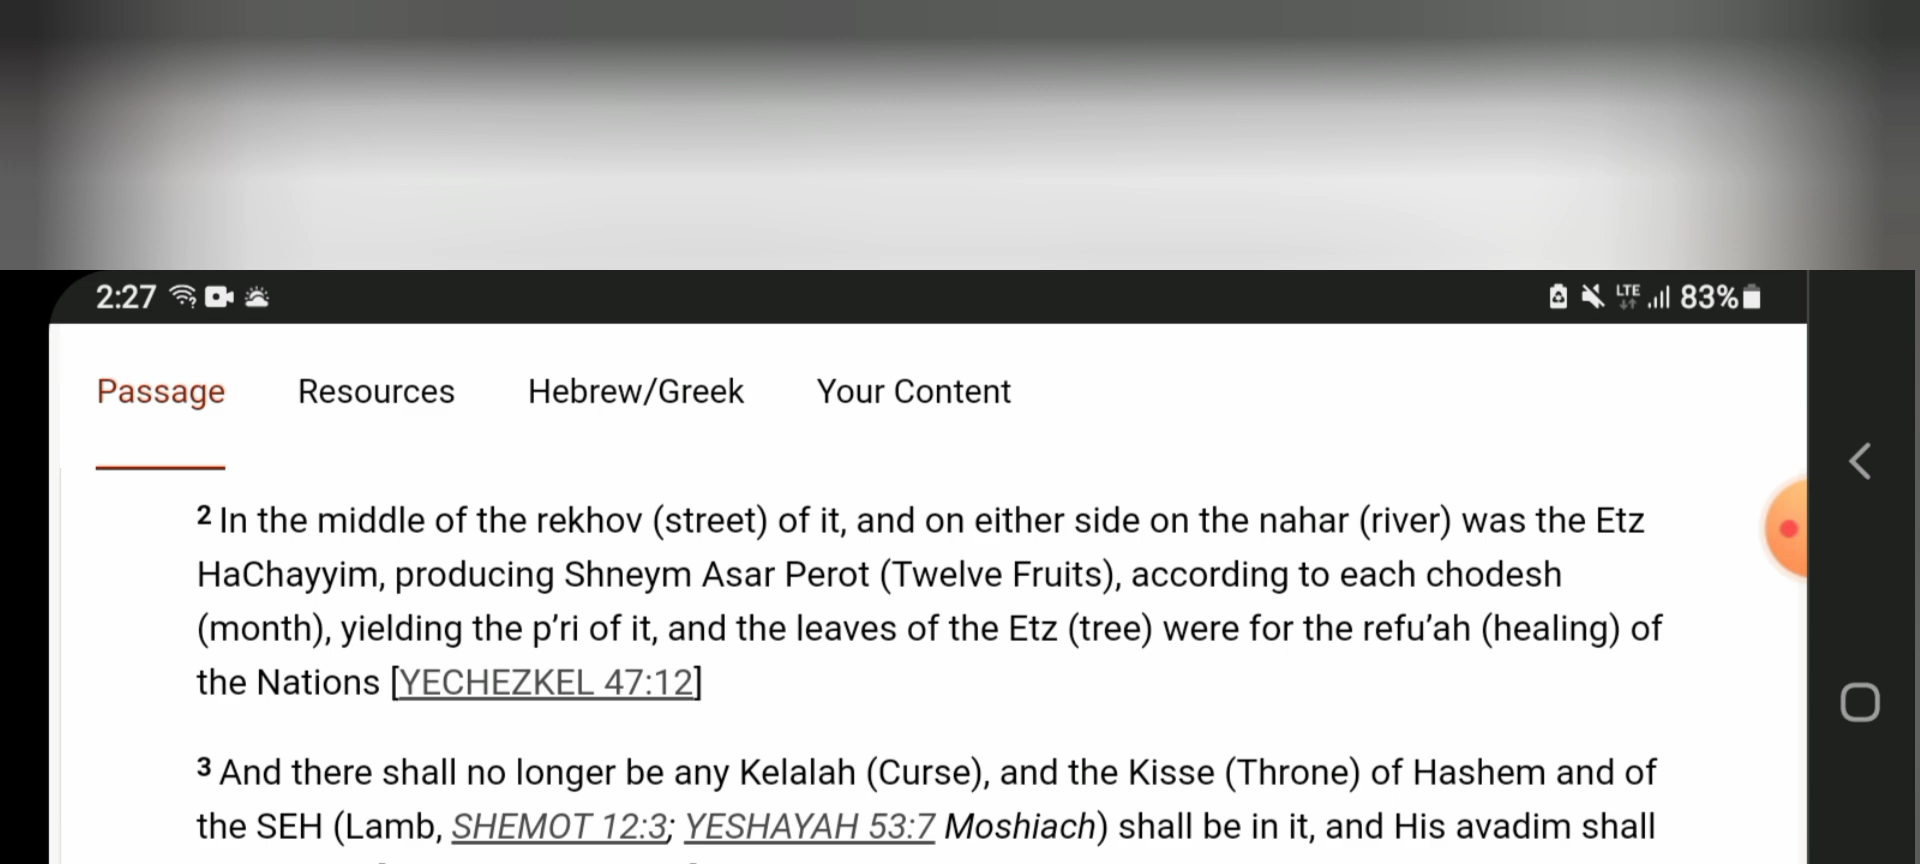 2:27 LTE 83%
Passage Resources Hebrew/Greek Your Content
2 In the middle of the rekhov (street) of it, and on either side on the nahar (river) was the Etz
HaChayyim, producing Shneym Asar Perot (Twelve Fruits), according to each chodesh
(month), yielding the p’ri of it, and the leaves of the Etz (tree) were for the refu’ah (healing) of
the Nations [YECHEZKEL 47:12]
3 And there shall no longer be any Kelalah (Curse), and the Kisse (Throne) of Hashem and of
the SEH (Lamb, SHEMOT 12:3; YESHAYAH 53:7 Moshiach) shall be in it, and His avadim shall